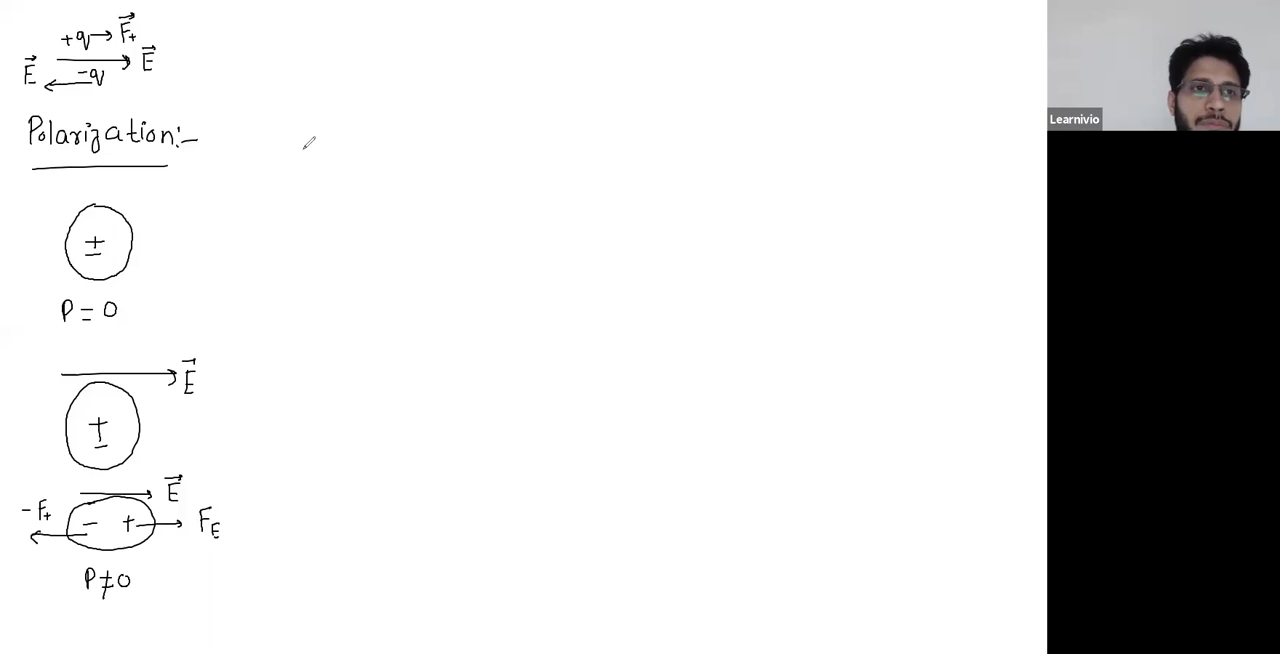 +q→ F⃗₊
E⃗ -q E⃗
Polarization:-
±
P = 0
E⃗
±
E⃗
-F₊ - + F_E
P≠0
Learnivio